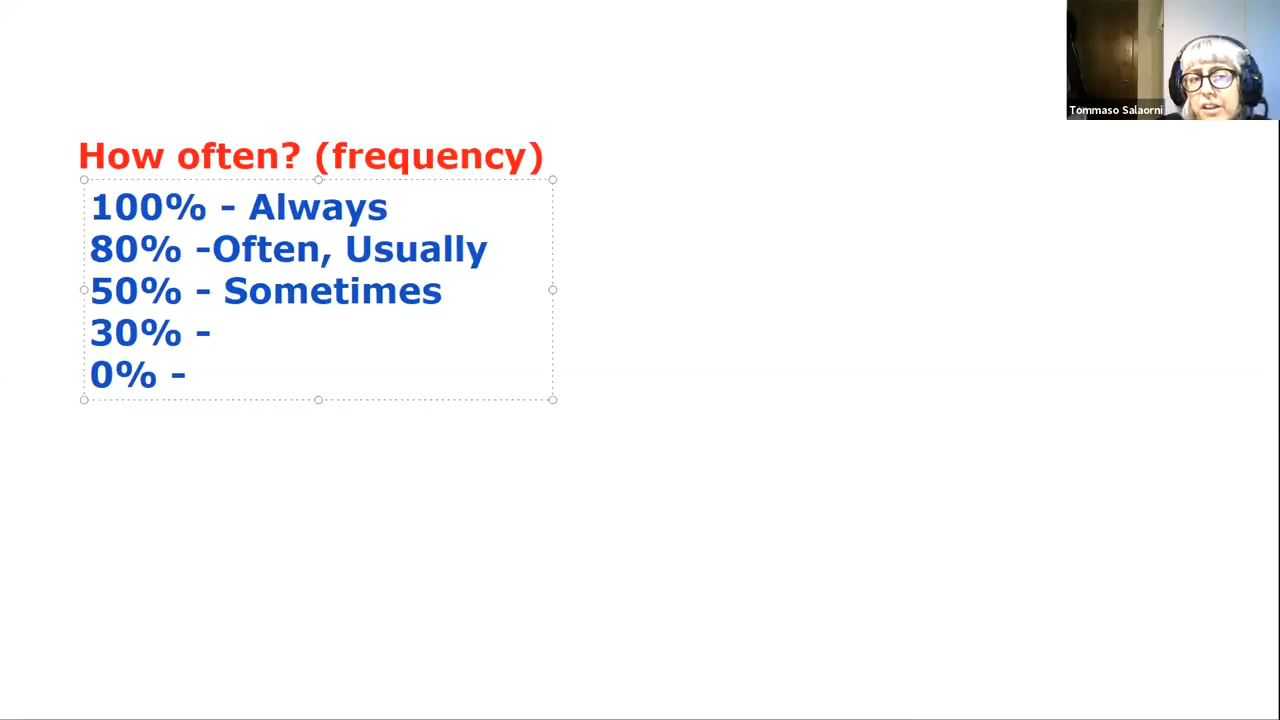 Tommaso Salaorni
How often? (frequency)
100% - Always
80% -Often, Usually
50% - Sometimes
30% -
0% -